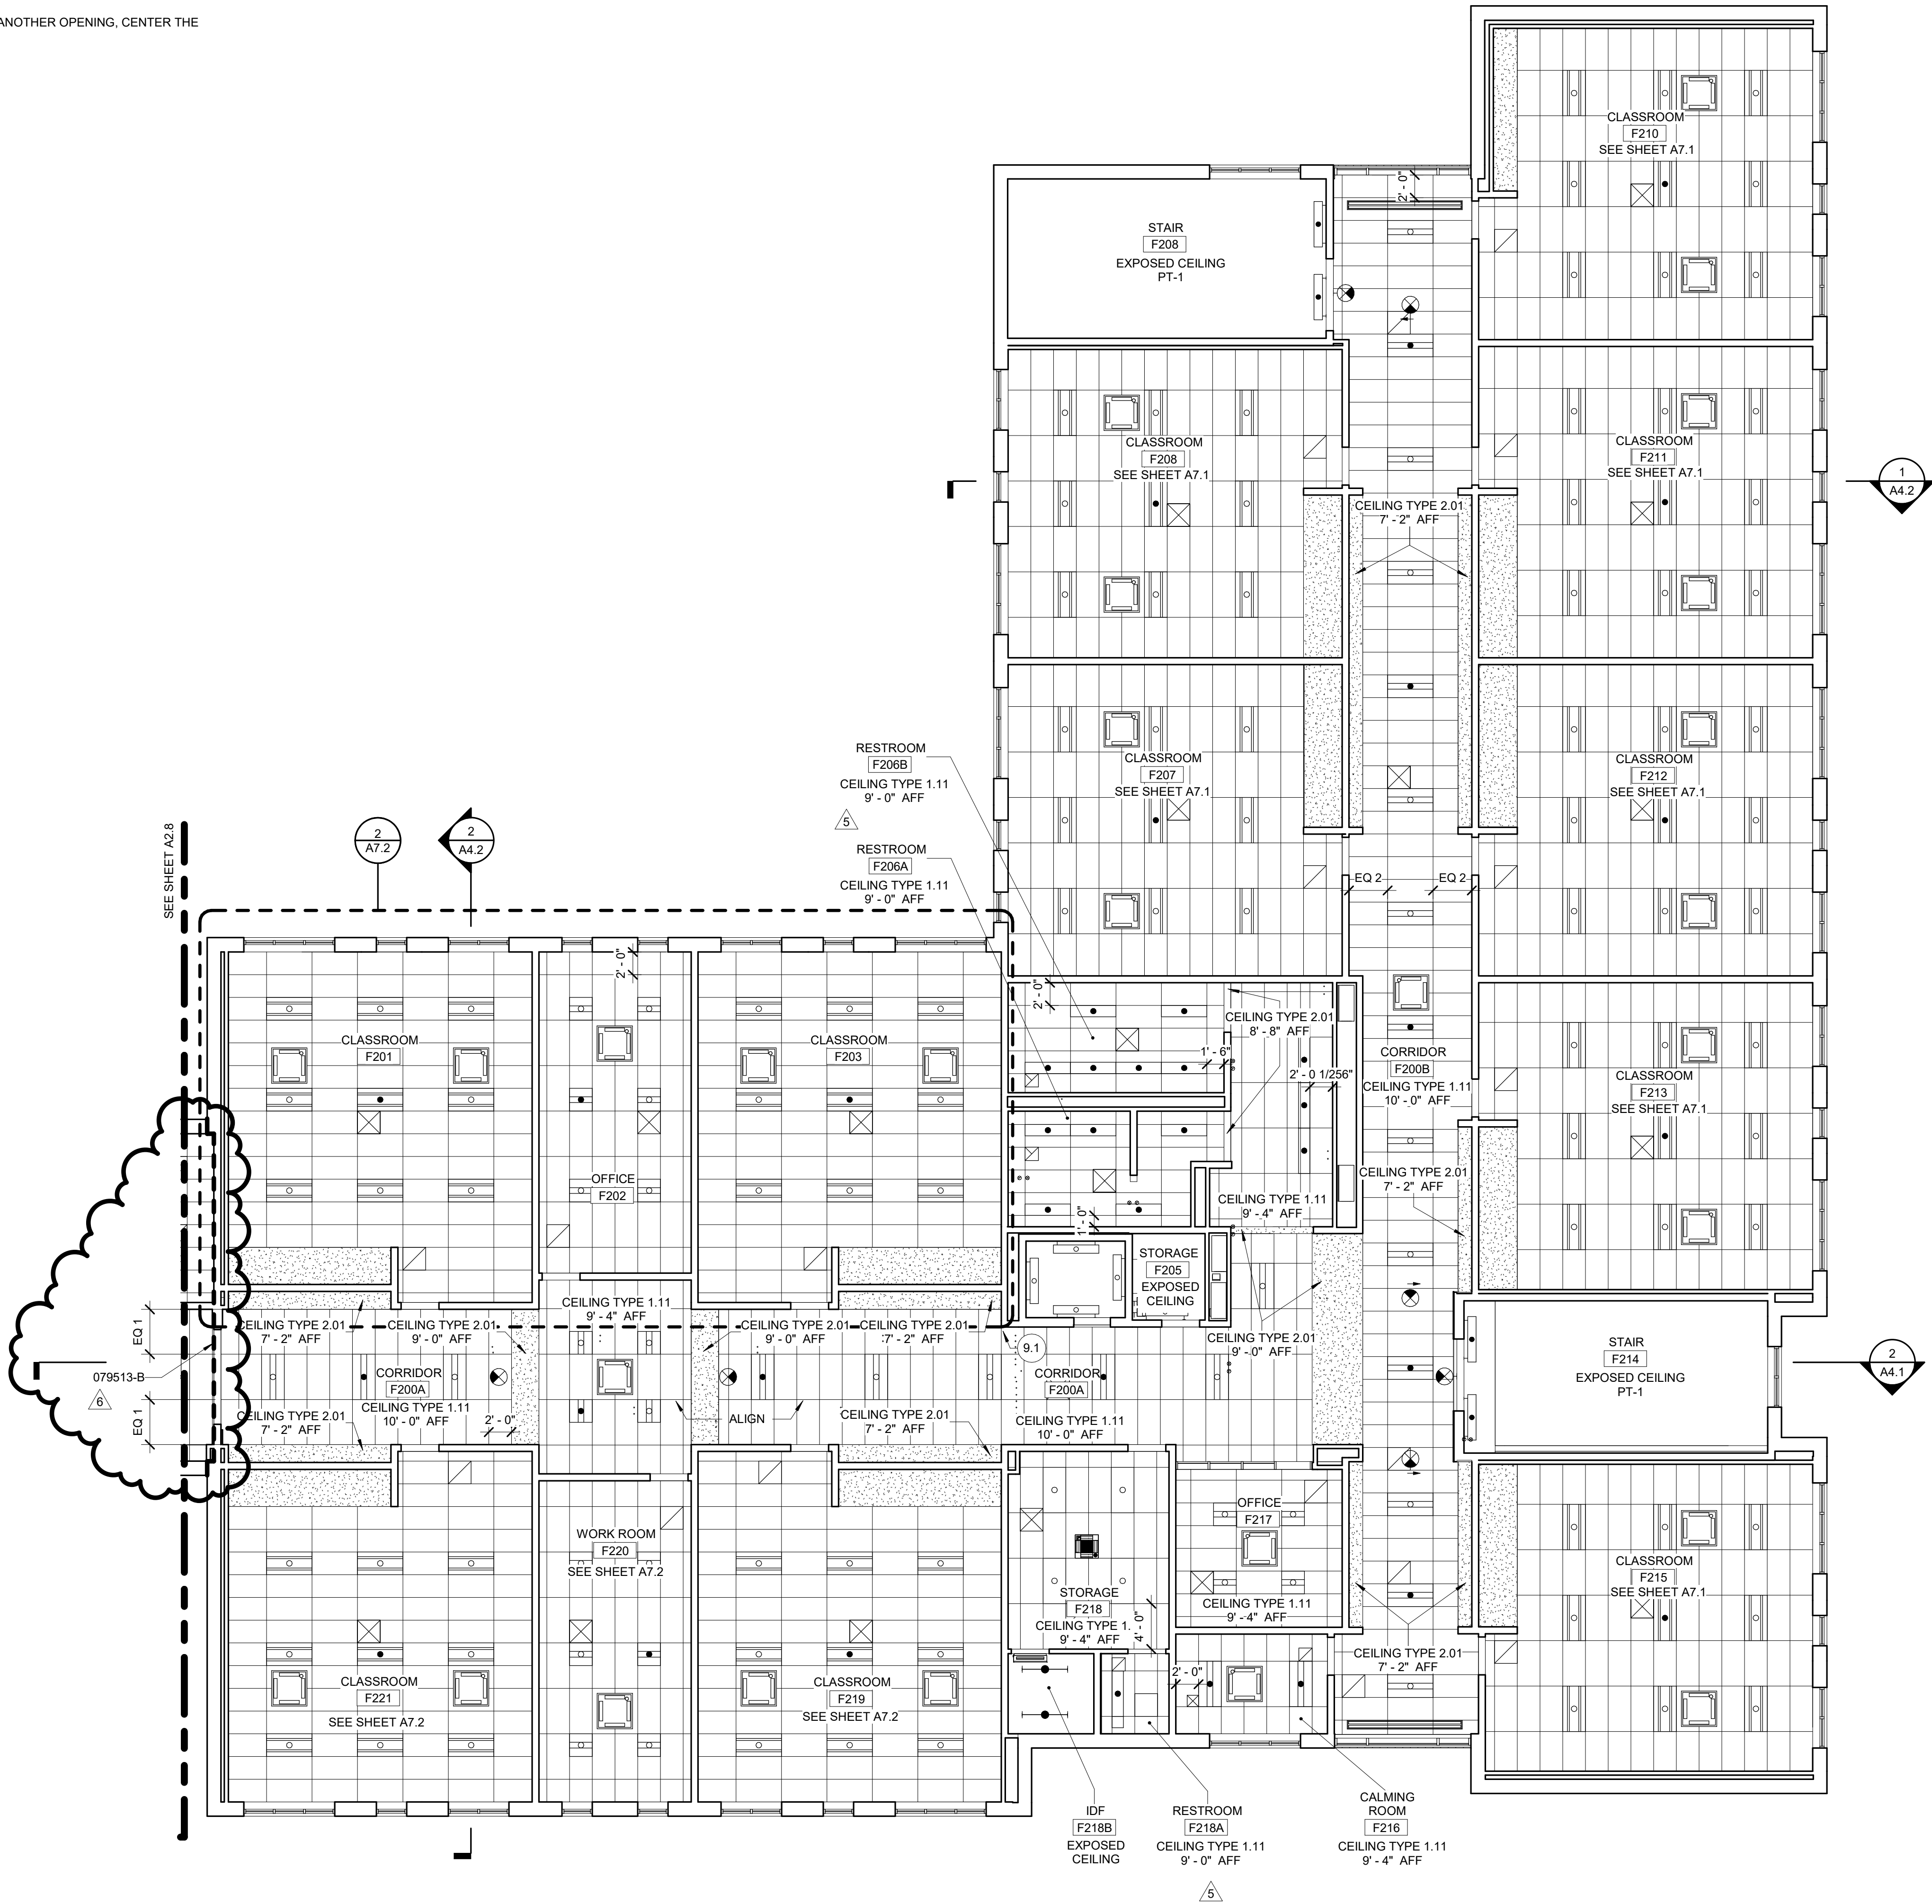 ANOTHER OPENING, CENTER THE
CLASSROOM
F210
SEE SHEET A7.1
2' - 0"
STAIR
F208
EXPOSED CEILING
PT-1
CLASSROOM
F208
SEE SHEET A7.1
CLASSROOM
F211
SEE SHEET A7.1
1
A4.2
CEILING TYPE 2.01
7' - 2" AFF
RESTROOM
F206B
CEILING TYPE 1.11
9' - 0" AFF
5
CLASSROOM
F207
SEE SHEET A7.1
CLASSROOM
F212
SEE SHEET A7.1
SEE SHEET A2.8
2
A7.2
2
A4.2
RESTROOM
F206A
CEILING TYPE 1.11
9' - 0" AFF
EQ 2
EQ 2
2' - 0"
2' - 0"
CLASSROOM
F201
CLASSROOM
F203
CEILING TYPE 2.01
8' - 8" AFF
1' - 6"
2' - 0 1/256"
CORRIDOR
F200B
CEILING TYPE 1.11
10' - 0" AFF
CLASSROOM
F213
SEE SHEET A7.1
OFFICE
F202
CEILING TYPE 2.01
7' - 2" AFF
CEILING TYPE 1.11
9' - 4" AFF
1' - 0"
STORAGE
F205
EXPOSED
CEILING
CEILING TYPE 1.11
9' - 4" AFF
EQ 1
CEILING TYPE 2.01
7' - 2" AFF
CEILING TYPE 2.01
9' - 0" AFF
CEILING TYPE 2.01
9' - 0" AFF
CEILING TYPE 2.01
7' - 2" AFF
9.1
CEILING TYPE 2.01
9' - 0" AFF
STAIR
F214
EXPOSED CEILING
PT-1
2
A4.1
079513-B
6
CORRIDOR
F200A
CEILING TYPE 1.11
10' - 0" AFF
CORRIDOR
F200A
CEILING TYPE 1.11
10' - 0" AFF
EQ 1
CEILING TYPE 2.01
7' - 2" AFF
2' - 0"
ALIGN
CEILING TYPE 2.01
7' - 2" AFF
OFFICE
F217
CEILING TYPE 1.11
9' - 4" AFF
WORK ROOM
F220
SEE SHEET A7.2
CLASSROOM
F215
SEE SHEET A7.1
STORAGE
F218
CEILING TYPE 1.
9' - 4" AFF
4' - 0"
CEILING TYPE 2.01
7' - 2" AFF
2' - 0"
CLASSROOM
F221
SEE SHEET A7.2
CLASSROOM
F219
SEE SHEET A7.2
IDF
F218B
EXPOSED
CEILING
RESTROOM
F218A
CEILING TYPE 1.11
9' - 0" AFF
5
CALMING
ROOM
F216
CEILING TYPE 1.11
9' - 4" AFF